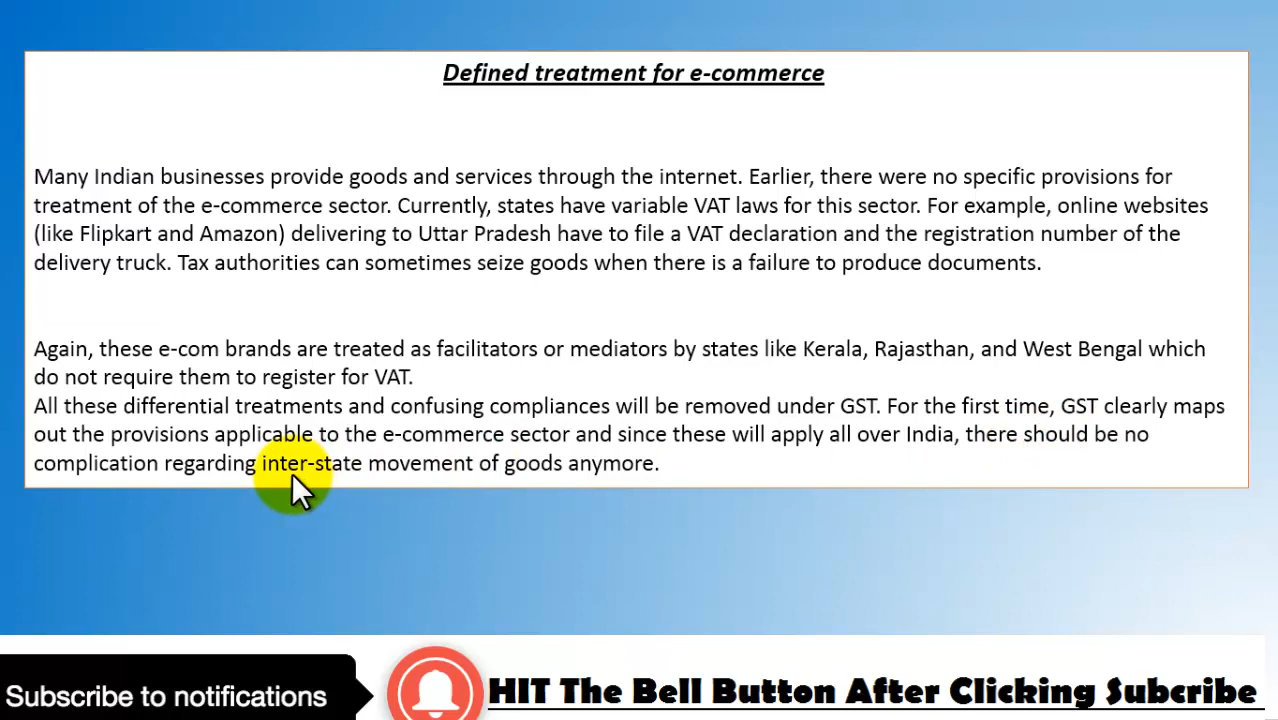 Defined treatment for e-commerce
Many Indian businesses provide goods and services through the internet. Earlier, there were no specific provisions for
treatment of the e-commerce sector. Currently, states have variable VAT laws for this sector. For example, online websites
(like Flipkart and Amazon) delivering to Uttar Pradesh have to file a VAT declaration and the registration number of the
delivery truck. Tax authorities can sometimes seize goods when there is a failure to produce documents.
Again, these e-com brands are treated as facilitators or mediators by states like Kerala, Rajasthan, and West Bengal which
do not require them to register for VAT.
All these differential treatments and confusing compliances will be removed under GST. For the first time, GST clearly maps
out the provisions applicable to the e-commerce sector and since these will apply all over India, there should be no
complication regarding inter-state movement of goods anymore.
Subscribe to notifications
HIT The Bell Button After Clicking Subcribe